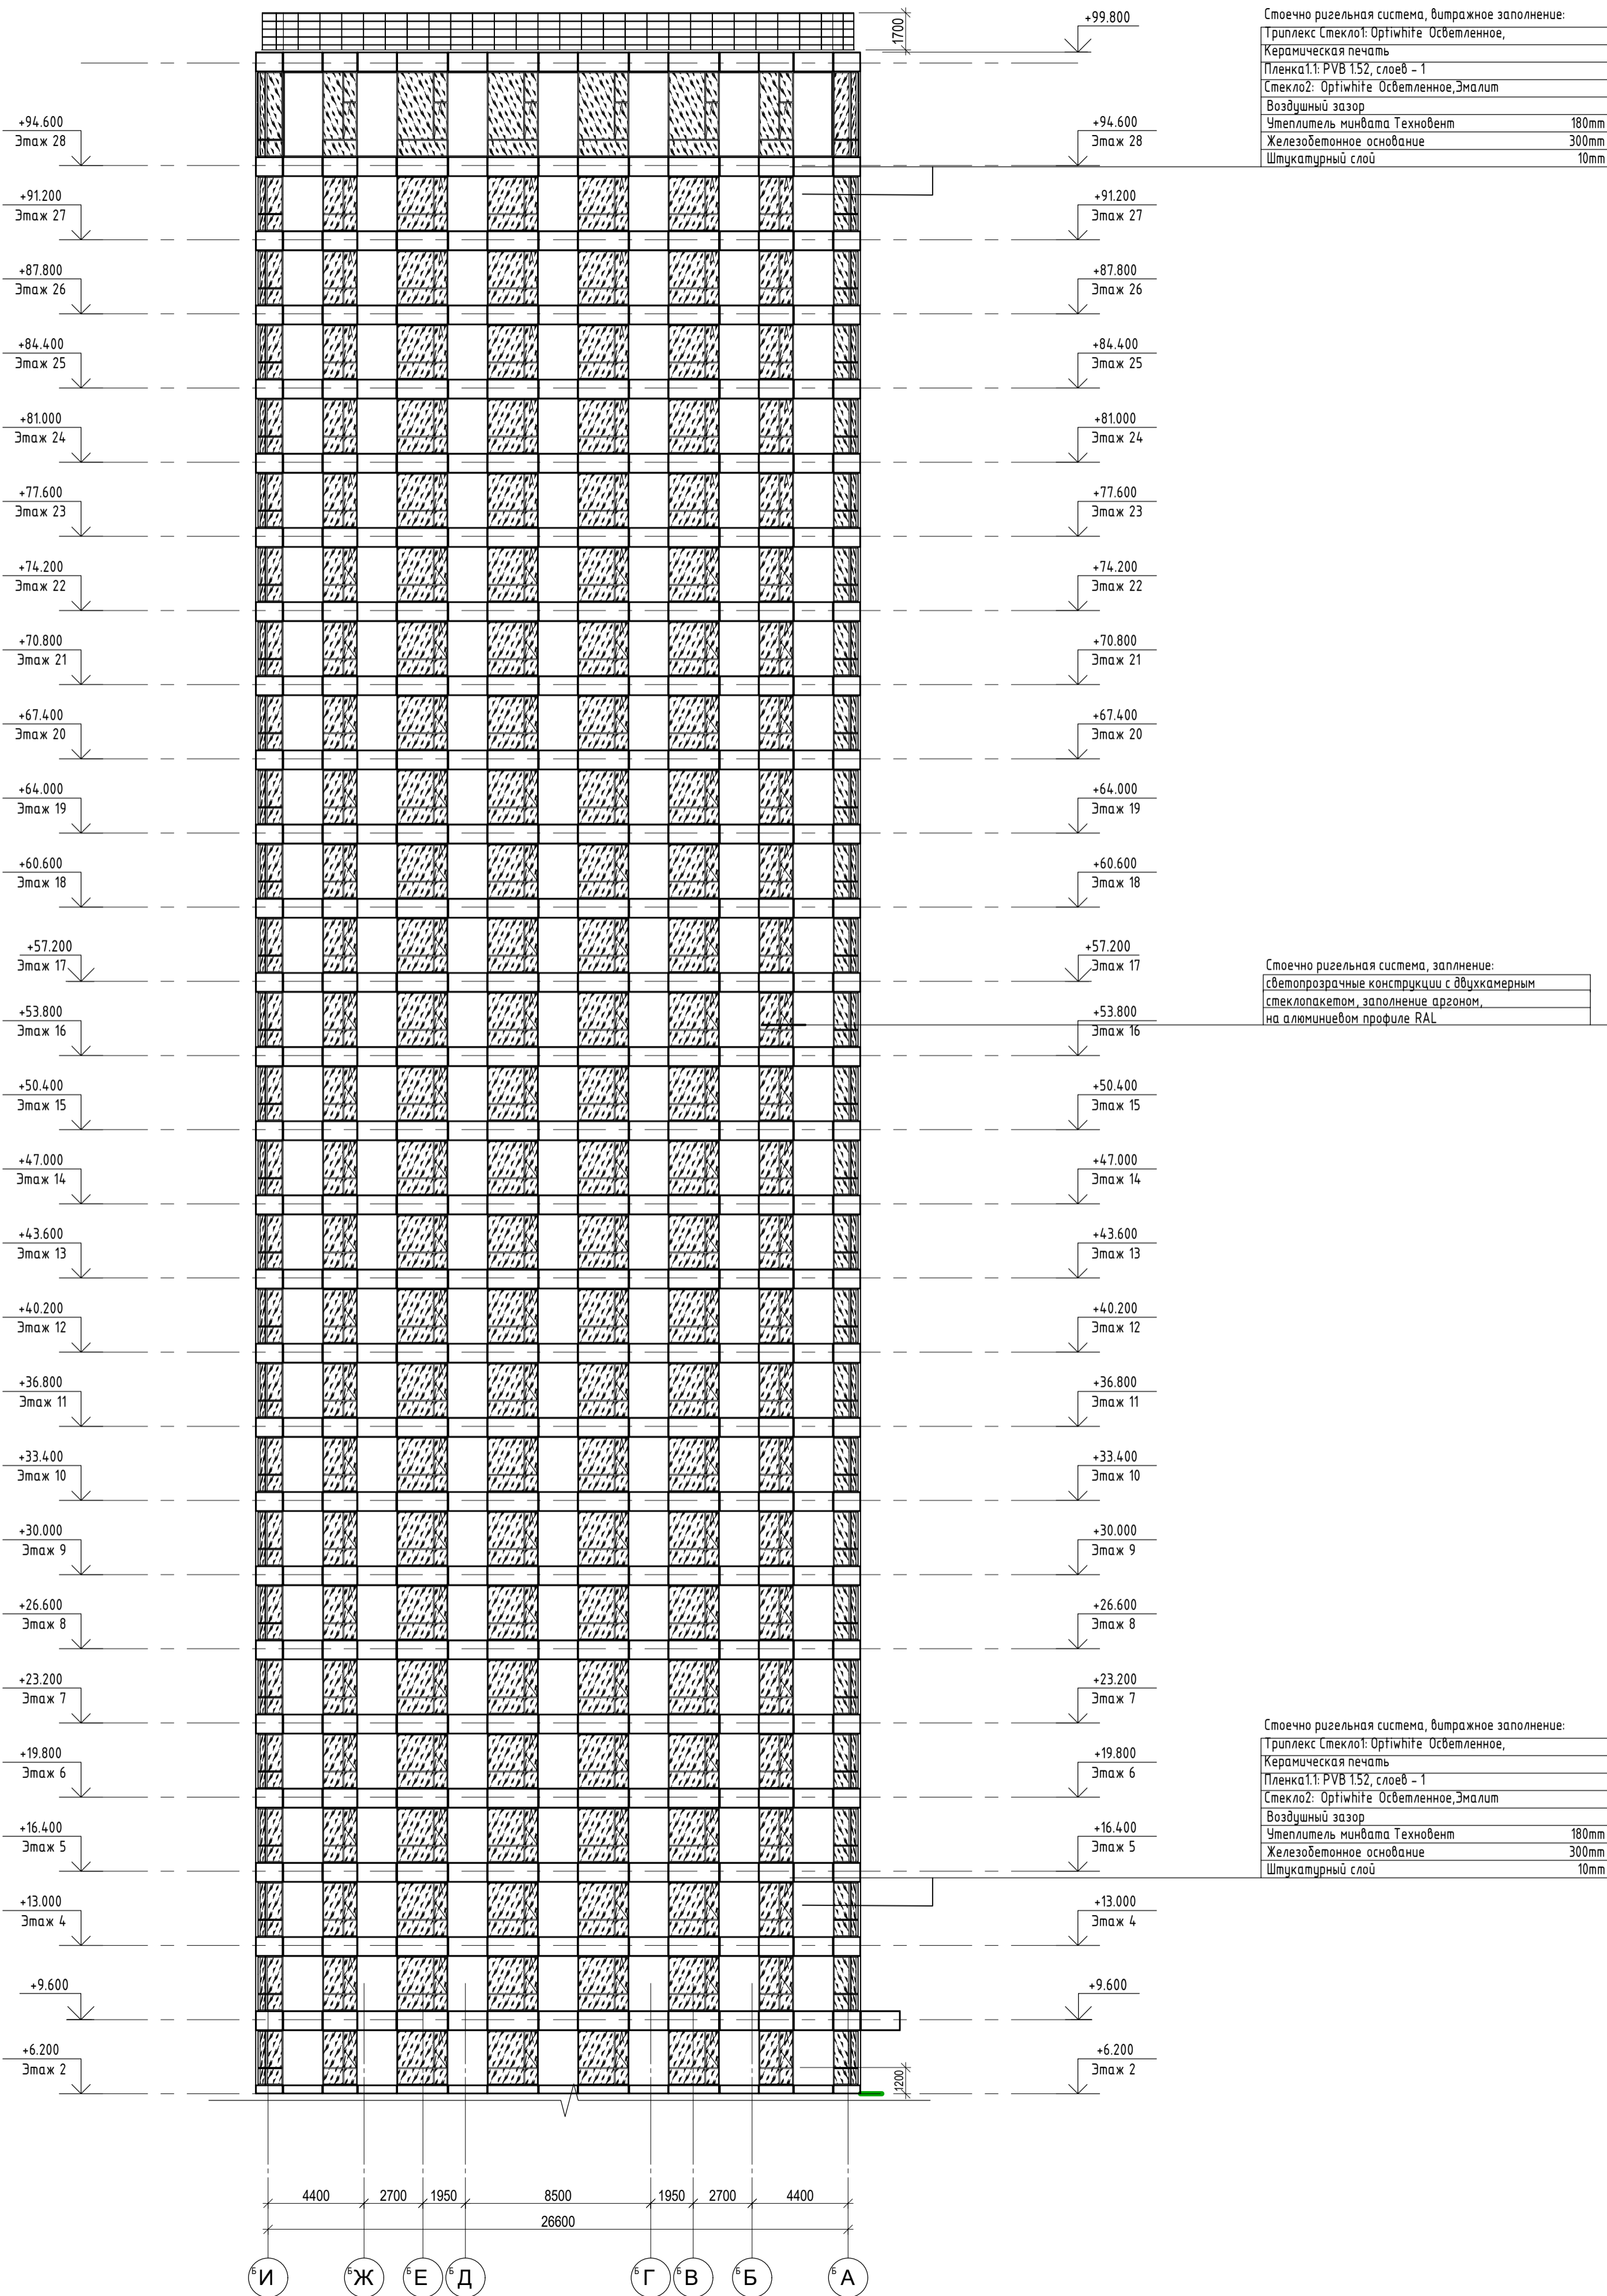 1700
+99.800
Стоечно ригельная система, витражное заполнение:
Триплекс Стекло1: Optiwhite Осветленное,
Керамическая печать
Пленка1.1: PVB 1.52, слоев - 1
Стекло2: Optiwhite Осветленное,Эмалит
Воздушный зазор
Утеплитель минвата Техновент 180mm
Железобетонное основание 300mm
Штукатурный слой 10mm
+94.600 +94.600
Этаж 28 Этаж 28
+91.200 +91.200
Этаж 27 Этаж 27
+87.800 +87.800
Этаж 26 Этаж 26
+84.400 +84.400
Этаж 25 Этаж 25
+81.000 +81.000
Этаж 24 Этаж 24
+77.600 +77.600
Этаж 23 Этаж 23
+74.200 +74.200
Этаж 22 Этаж 22
+70.800 +70.800
Этаж 21 Этаж 21
+67.400 +67.400
Этаж 20 Этаж 20
+64.000 +64.000
Этаж 19 Этаж 19
+60.600 +60.600
Этаж 18 Этаж 18
+57.200 +57.200
Этаж 17 Этаж 17
Стоечно ригельная система, заплнение:
светопрозрачные конструкции с двухкамерным
стеклопакетом, заполнение аргоном,
на алюминиевом профиле RAL
+53.800 +53.800
Этаж 16 Этаж 16
+50.400 +50.400
Этаж 15 Этаж 15
+47.000 +47.000
Этаж 14 Этаж 14
+43.600 +43.600
Этаж 13 Этаж 13
+40.200 +40.200
Этаж 12 Этаж 12
+36.800 +36.800
Этаж 11 Этаж 11
+33.400 +33.400
Этаж 10 Этаж 10
+30.000 +30.000
Этаж 9 Этаж 9
+26.600 +26.600
Этаж 8 Этаж 8
+23.200 +23.200
Этаж 7 Этаж 7
Стоечно ригельная система, витражное заполнение:
Триплекс Стекло1: Optiwhite Осветленное,
Керамическая печать
Пленка1.1: PVB 1.52, слоев - 1
Стекло2: Optiwhite Осветленное,Эмалит
Воздушный зазор
Утеплитель минвата Техновент 180mm
Железобетонное основание 300mm
Штукатурный слой 10mm
+19.800 +19.800
Этаж 6 Этаж 6
+16.400 +16.400
Этаж 5 Этаж 5
+13.000 +13.000
Этаж 4 Этаж 4
+9.600 +9.600
+6.200 +6.200
Этаж 2 Этаж 2
1200
4400 2700 1950 8500 1950 2700 4400
26600
Б И Б Ж Б Е Б Д Б Г Б В Б Б Б А